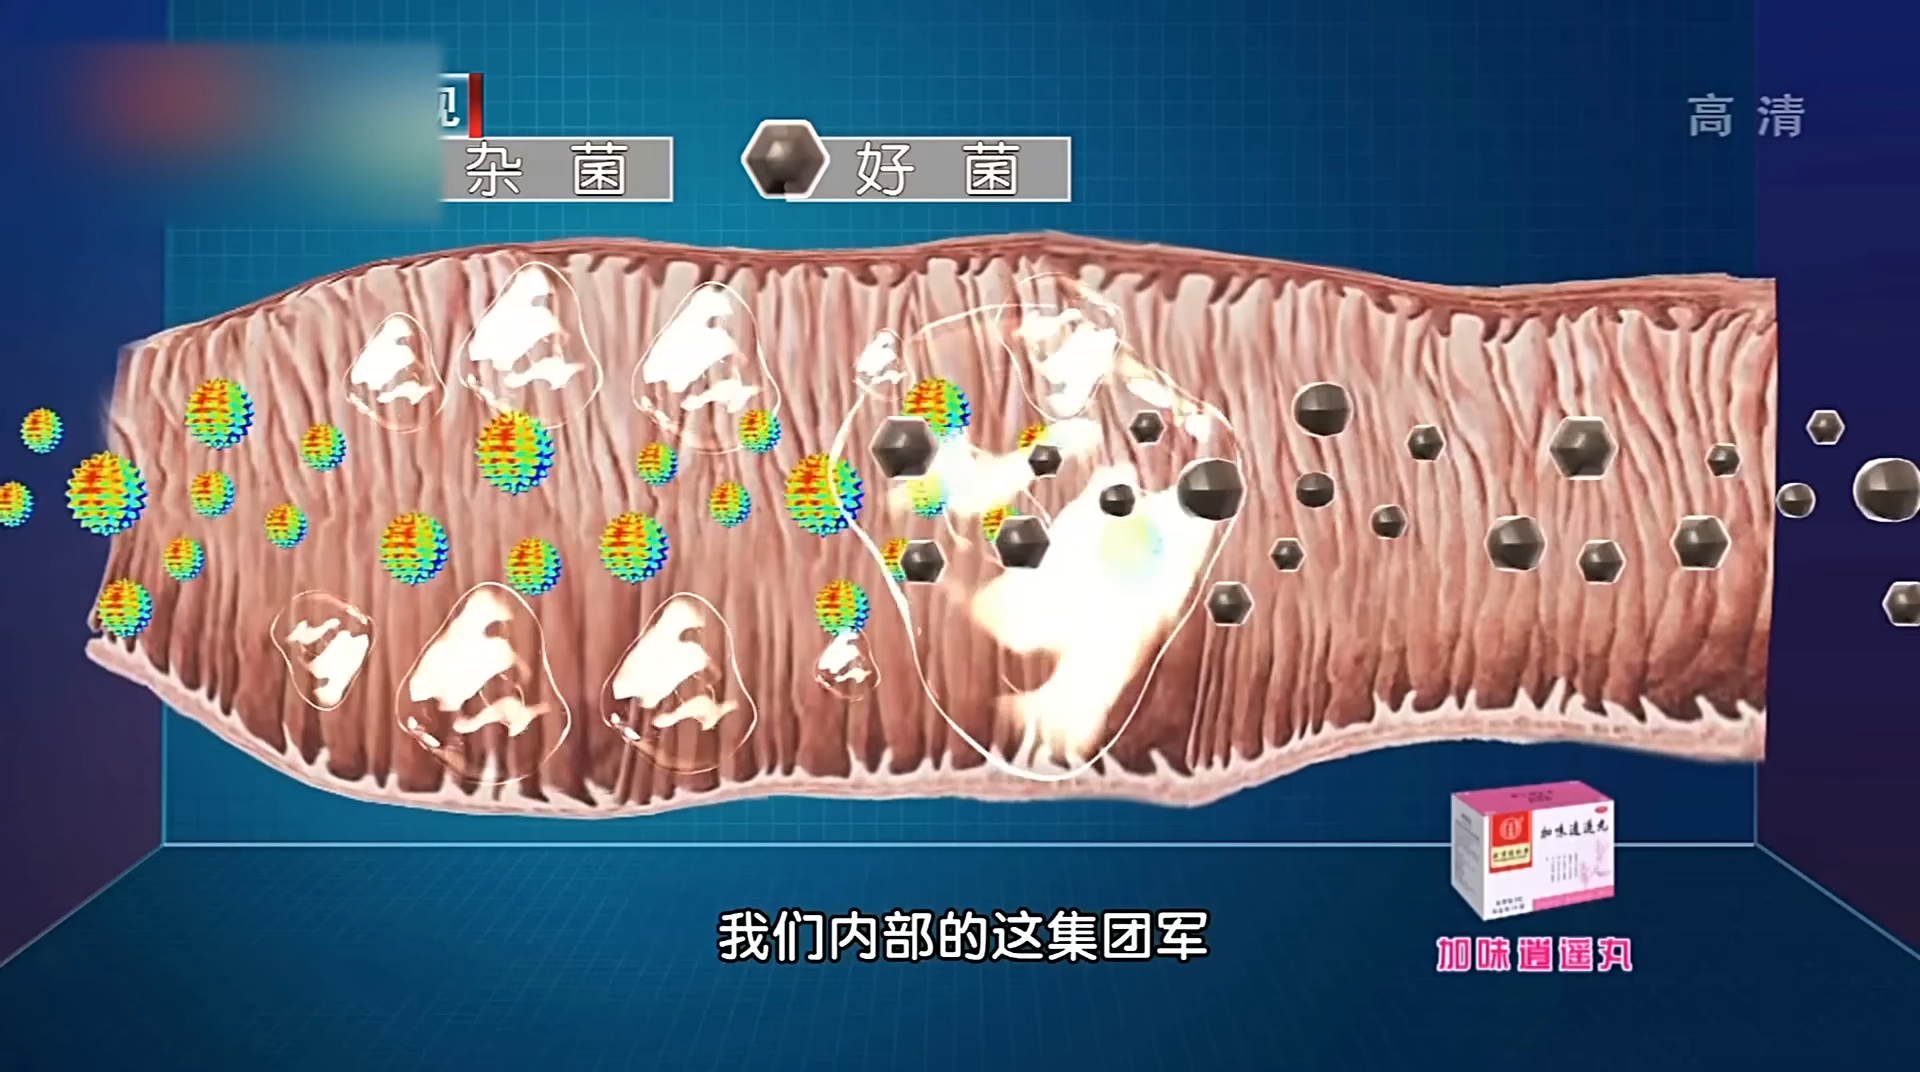 视
高清
杂菌
好菌
加味逍遥丸
我们内部的这集团军
加味逍遥丸